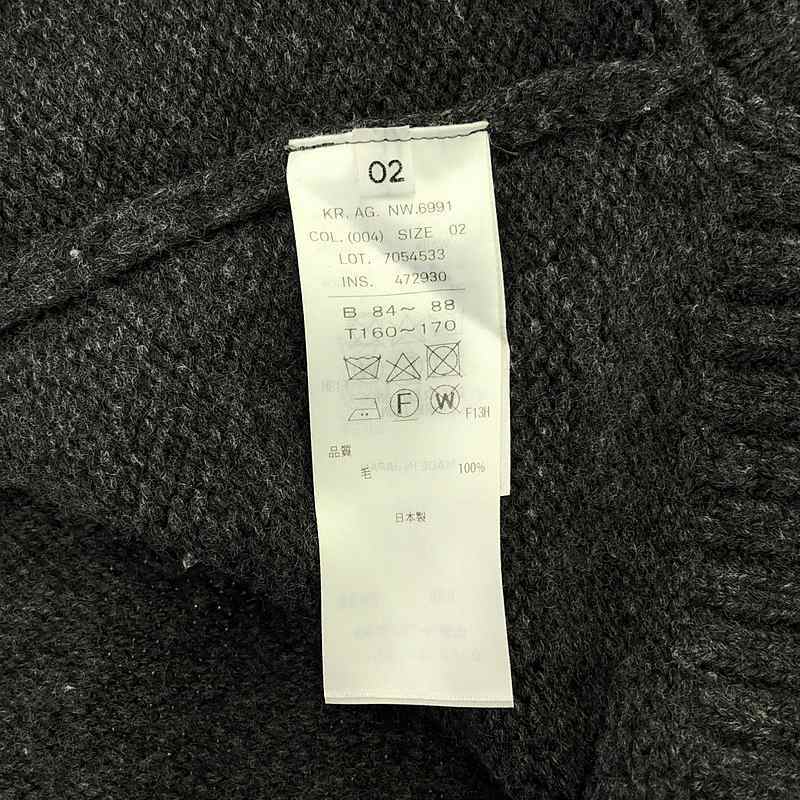 02
KR. AG. NW.6991
COL.(004) SIZE 02
LOT. 7054533
INS. 472930
B 84～ 88
T160～170
F W F13H
品質
毛 100%
日本製